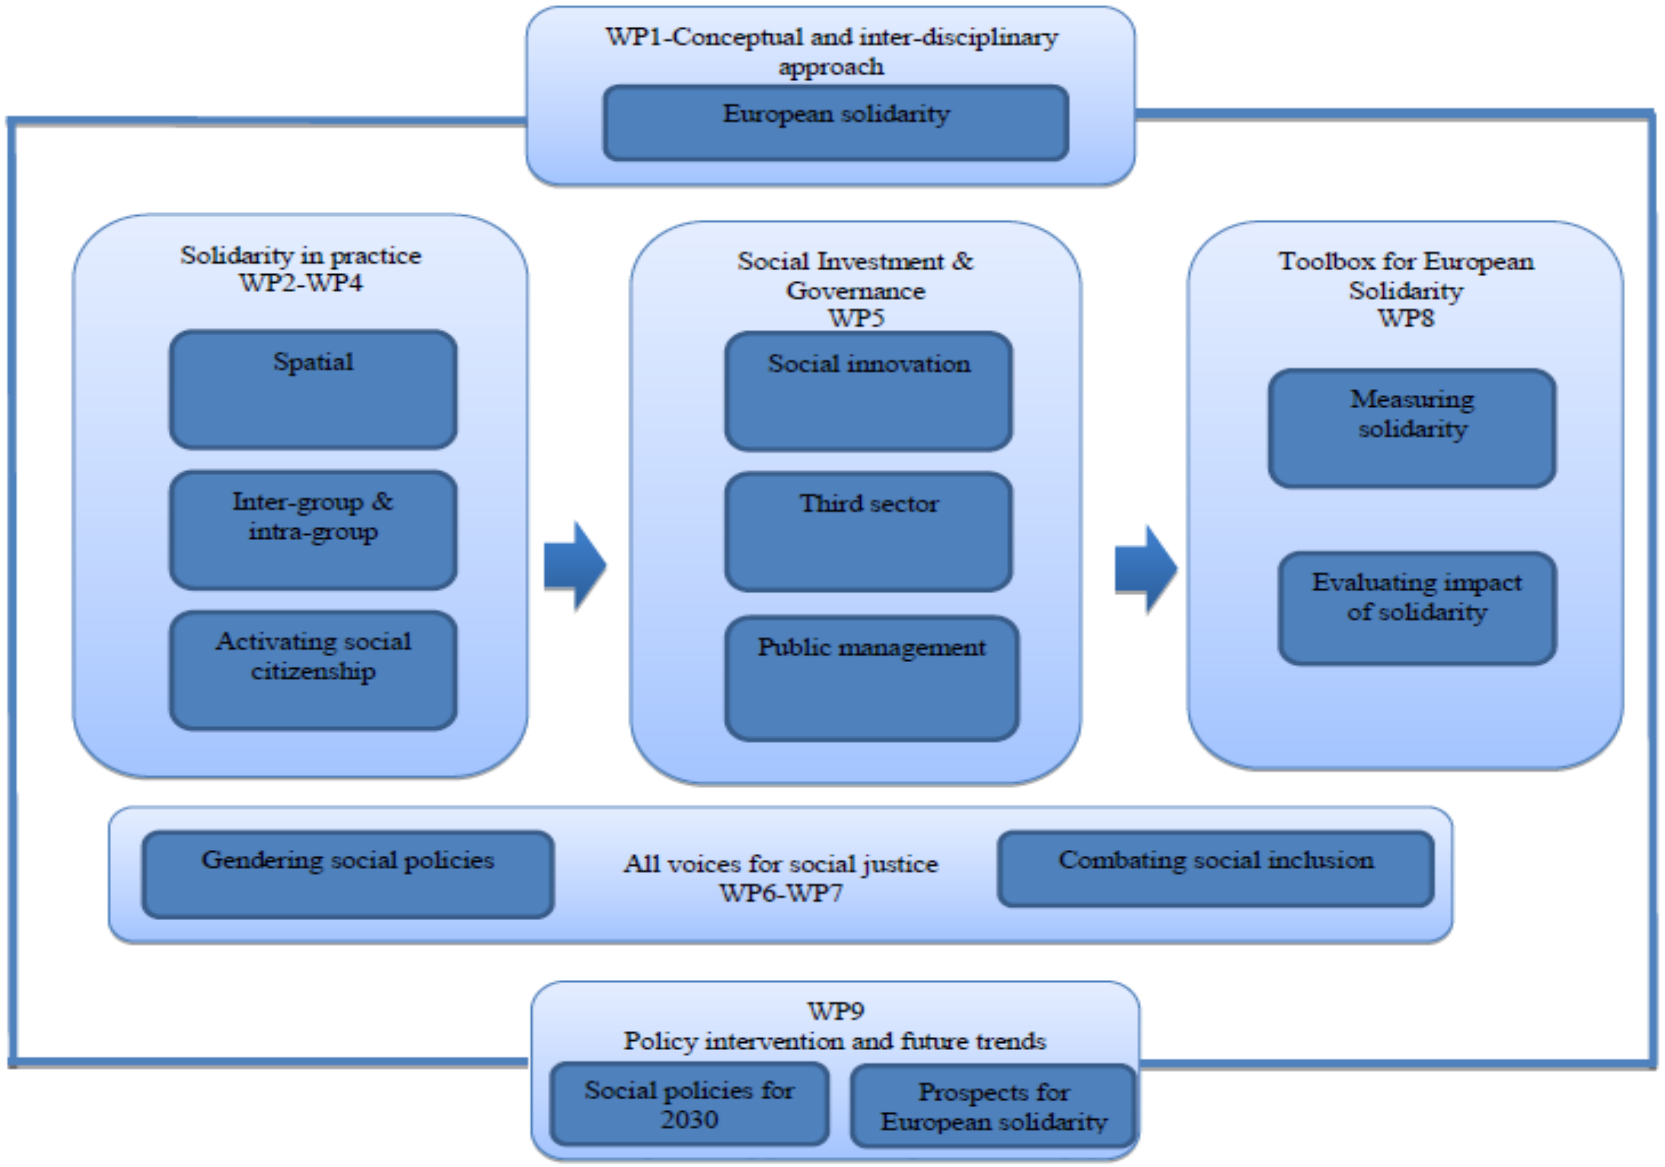 WP1-Conceptual and inter-disciplinary
approach
European solidarity
Solidarity in practice
WP2-WP4
Spatial
Inter-group &
intra-group
Activating social
citizenship
Social Investment &
Governance
WP5
Social innovation
Third sector
Public management
Toolbox for European
Solidarity
WP8
Measuring
solidarity
Evaluating impact
of solidarity
Gendering social policies
All voices for social justice
WP6-WP7
Combating social inclusion
WP9
Policy intervention and future trends
Social policies for
2030
Prospects for
European solidarity